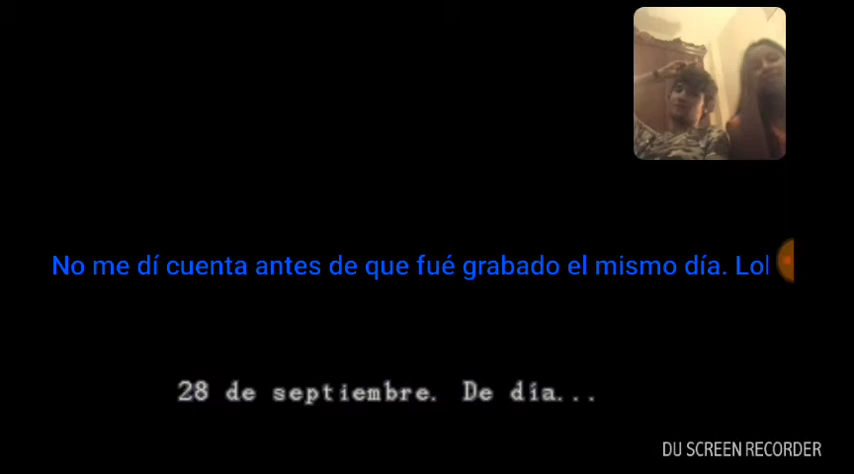 No me dí cuenta antes de que fué grabado el mismo día. Lol
28 de septiembre. De día...
DU SCREEN RECORDER